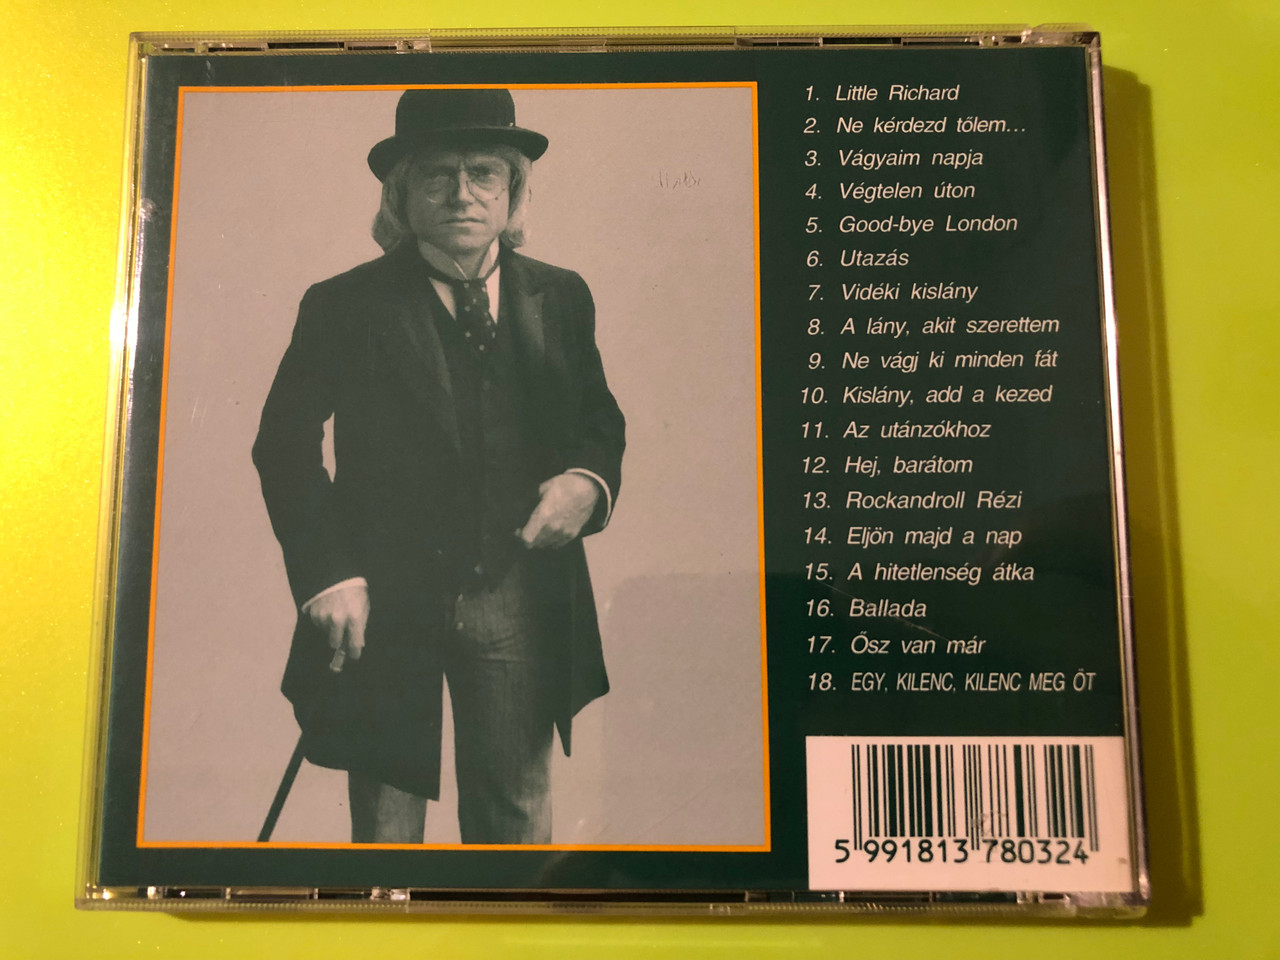 1. Little Richard
2. Ne kérdezd tőlem...
3. Vágyaim napja
4. Végtelen úton
5. Good-bye London
6. Utazás
7. Vidéki kislány
8. A lány, akit szerettem
9. Ne vágj ki minden fát
10. Kislány, add a kezed
11. Az utánzókhoz
12. Hej, barátom
13. Rockandroll Rézi
14. Eljön majd a nap
15. A hitetlenség átka
16. Ballada
17. Ősz van már
18. EGY, KILENC, KILENC MEG ÖT
5 991813 780324